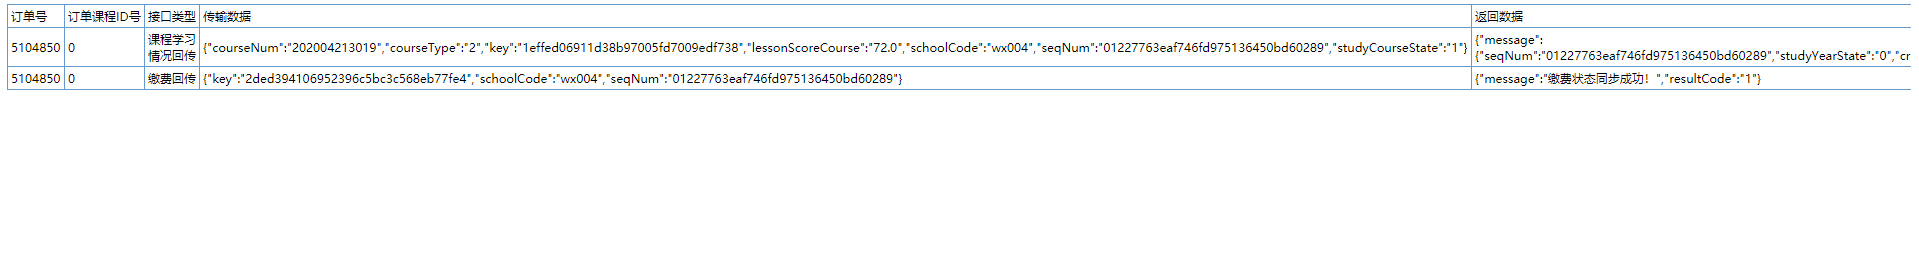 订单号 订单课程ID号 接口类型 传输数据 返回数据
5104850 0 课程学习情况回传 {"courseNum":"202004213019","courseType":"2","key":"1effed06911d38b97005fd7009edf738","lessonScoreCourse":"72.0","schoolCode":"wx004","seqNum":"01227763eaf746fd975136450bd60289","studyCourseState":"1"} {"message":
{"seqNum":"01227763eaf746fd975136450bd60289","studyYearState":"0","cr
5104850 0 缴费回传 {"key":"2ded394106952396c5bc3c568eb77fe4","schoolCode":"wx004","seqNum":"01227763eaf746fd975136450bd60289"} {"message":"缴费状态同步成功！","resultCode":"1"}